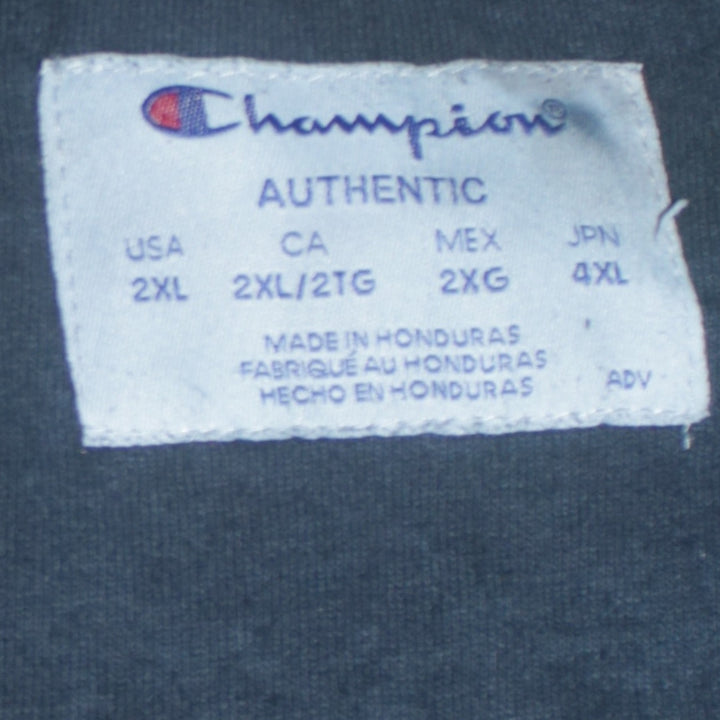 Champion®
AUTHENTIC
USA CA MEX JPN
2XL 2XL/2TG 2XG 4XL
MADE IN HONDURAS
FABRIQUÉ AU HONDURAS
HECHO EN HONDURAS ADV